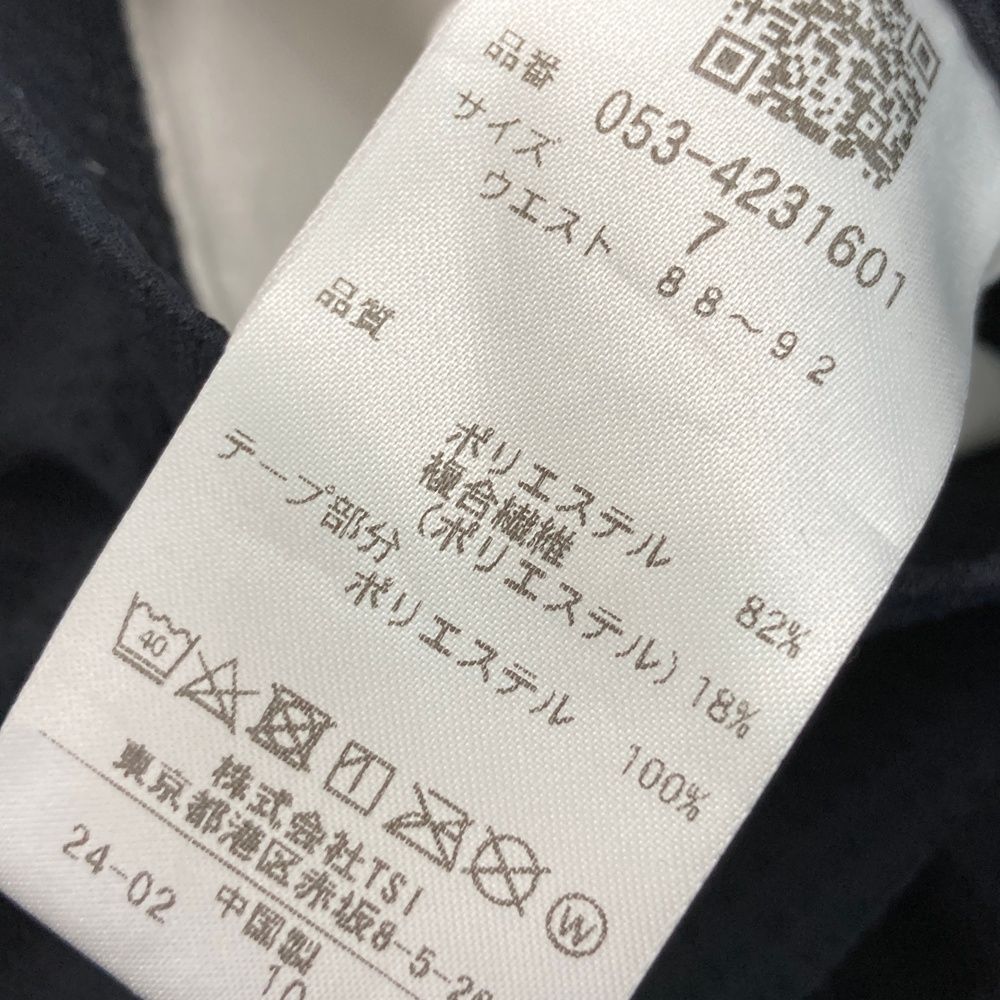 品番 053-4231601
サイズ 7
ウエスト 88~92
品質
ポリエステル 82%
複合繊維
(ポリエステル) 18%
テープ部分
ポリエステル 100%
40
株式会社TSI
東京都港区赤坂8-5-2
24-02 中国製
10
W